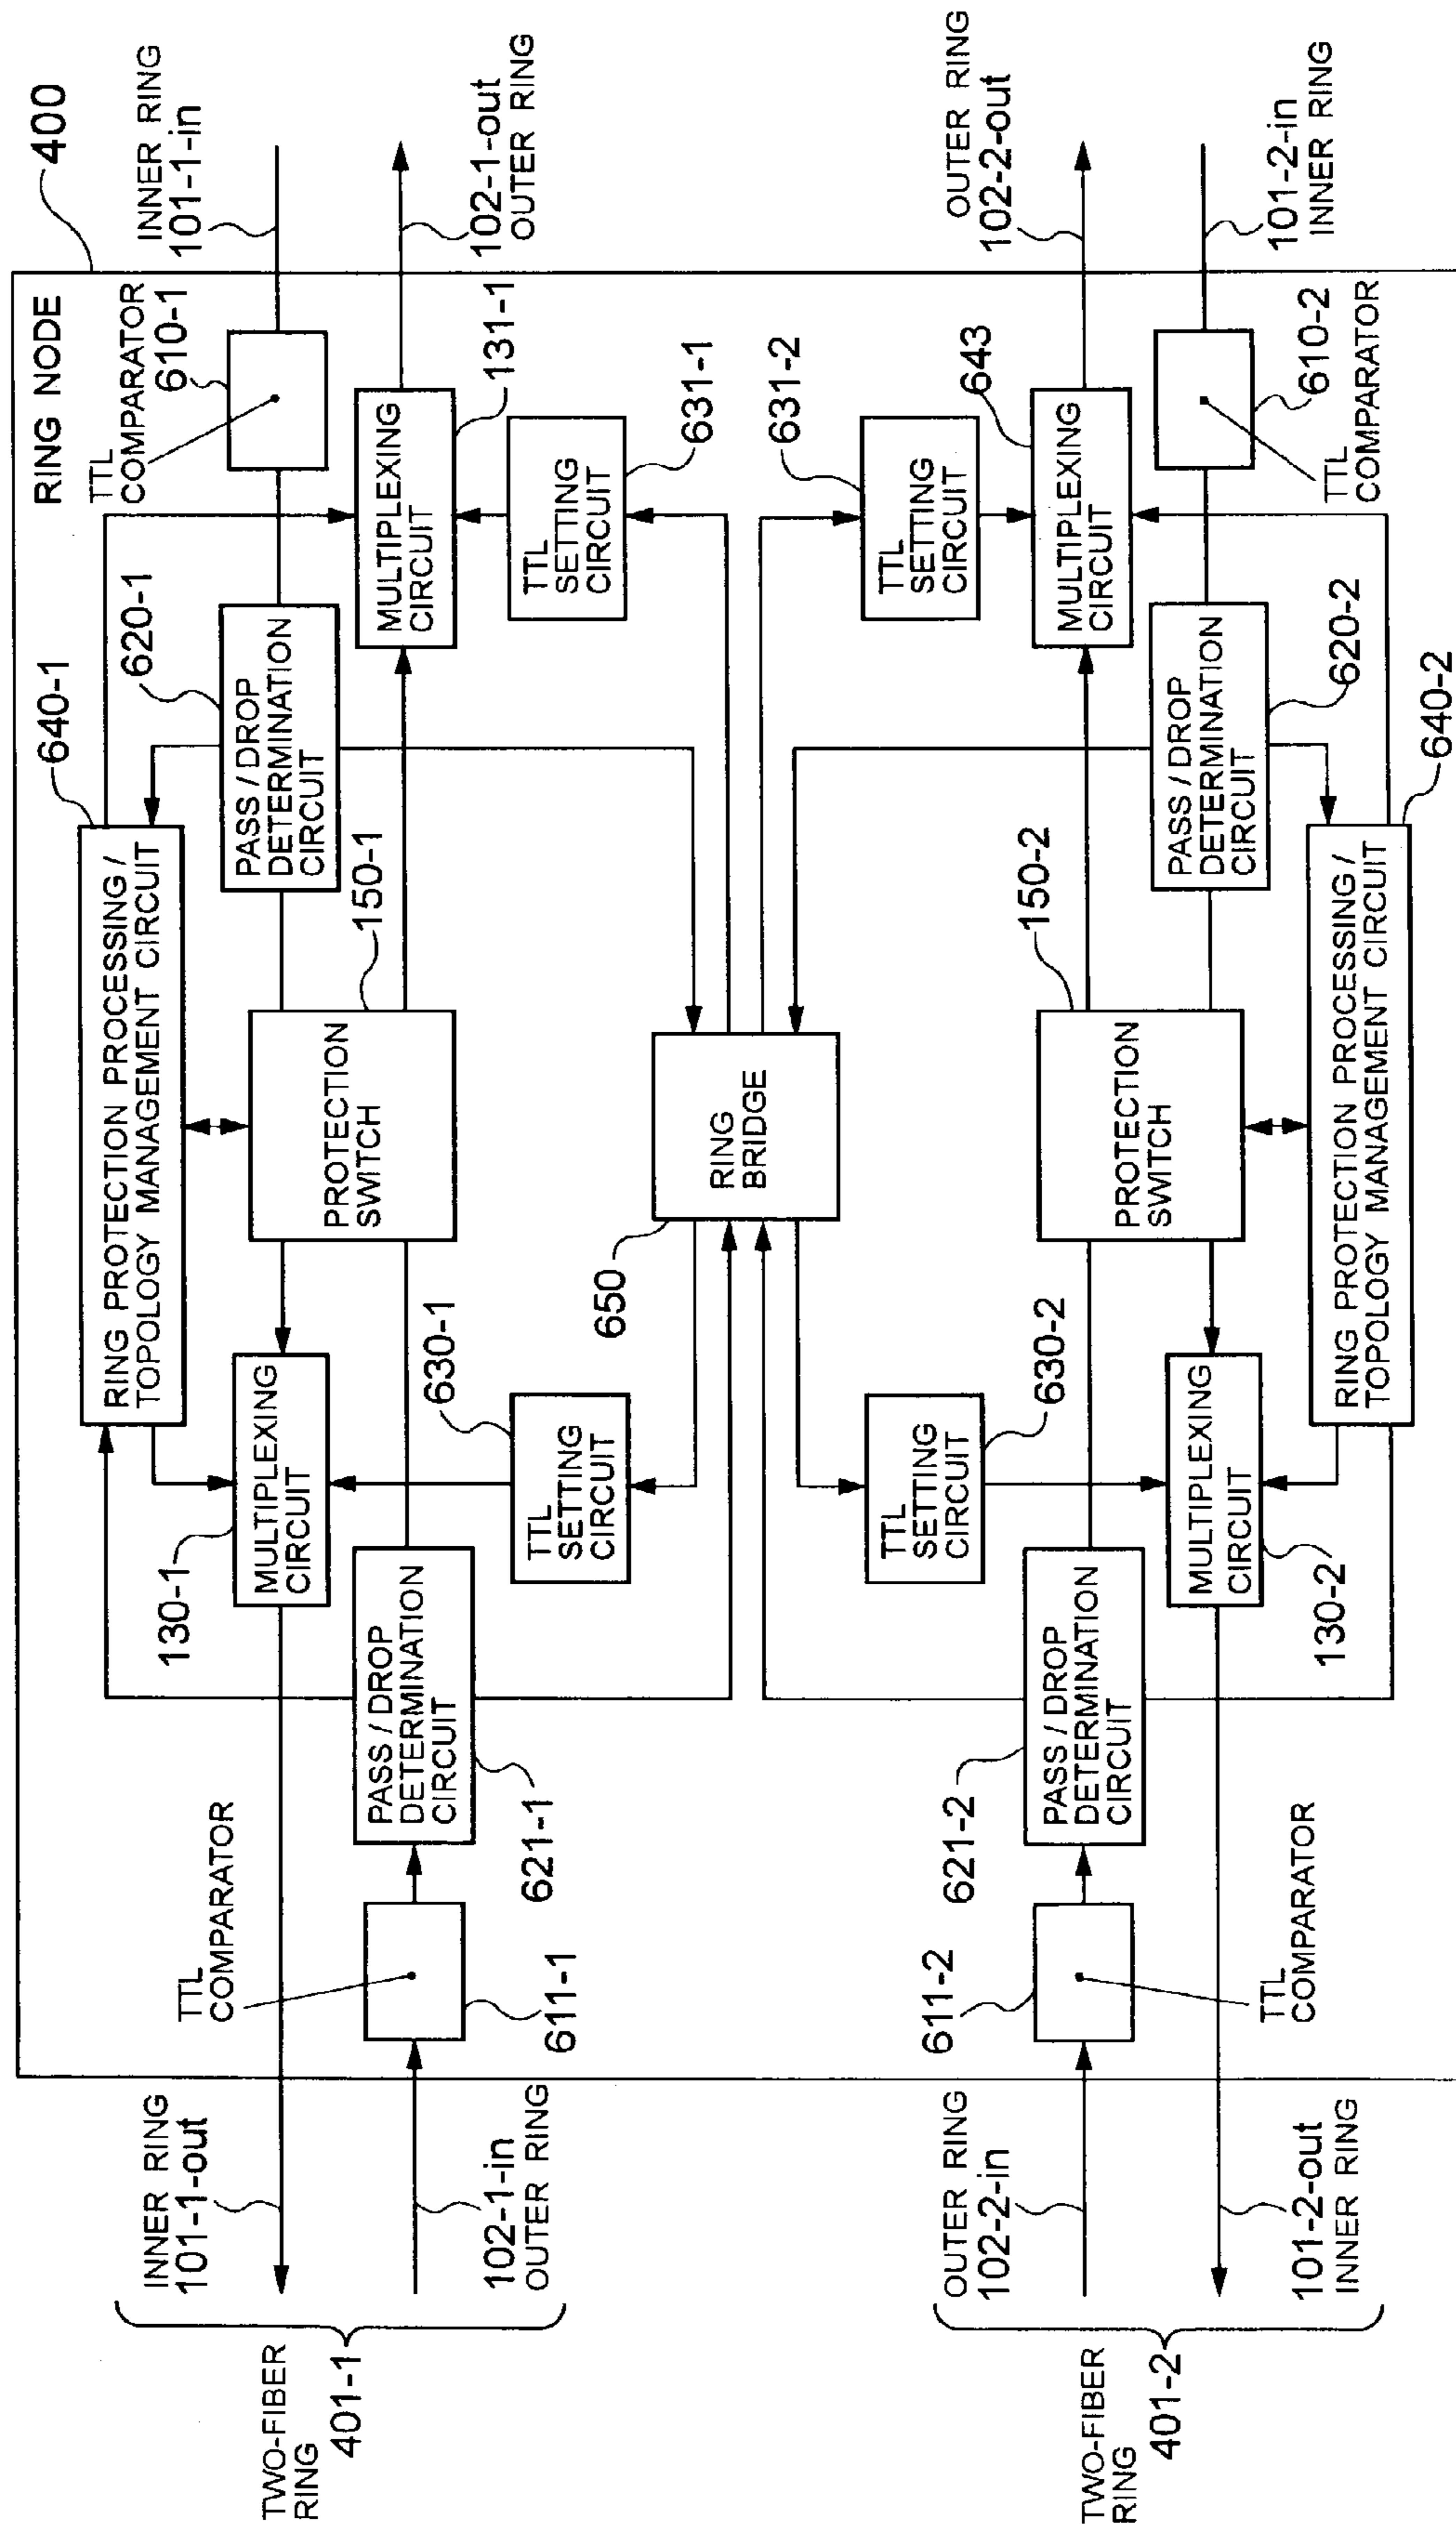 RING NODE
400
INNER RING
101-1-out
102-1-in
OUTER RING
TWO-FIBER
RING
401-1
TTL
COMPARATOR
611-1
PASS / DROP
DETERMINATION
CIRCUIT
621-1
130-1
MULTIPLEXING
CIRCUIT
TTL
SETTING
CIRCUIT
630-1
RING PROTECTION PROCESSING /
TOPOLOGY MANAGEMENT CIRCUIT
640-1
PROTECTION
SWITCH
150-1
PASS / DROP
DETERMINATION
CIRCUIT
620-1
TTL
COMPARATOR
610-1
MULTIPLEXING
CIRCUIT
131-1
TTL
SETTING
CIRCUIT
631-1
INNER RING
101-1-in
102-1-out
OUTER RING
650
RING
BRIDGE
OUTER RING
102-2-in
101-2-out
INNER RING
TWO-FIBER
RING
401-2
611-2
TTL
COMPARATOR
621-2
PASS / DROP
DETERMINATION
CIRCUIT
TTL
SETTING
CIRCUIT
630-2
MULTIPLEXING
CIRCUIT
130-2
PROTECTION
SWITCH
150-2
RING PROTECTION PROCESSING /
TOPOLOGY MANAGEMENT CIRCUIT
640-2
PASS / DROP
DETERMINATION
CIRCUIT
620-2
TTL
SETTING
CIRCUIT
631-2
MULTIPLEXING
CIRCUIT
643
610-2
TTL
COMPARATOR
OUTER RING
102-2-out
101-2-in
INNER RING